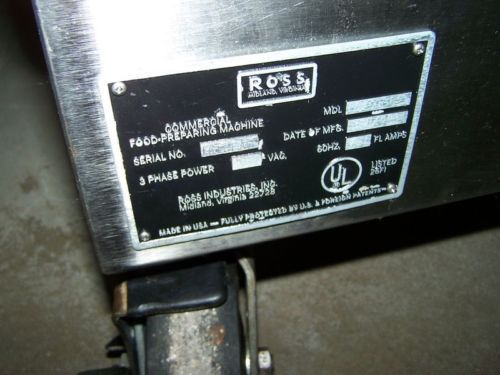 ROSS
MIDLAND, VIRGINIA
COMMERCIAL
FOOD-PREPARING MACHINE
MDL
SERIAL NO.
DATE OF MFG.
3 PHASE POWER VAC. 60HZ. FL AMPS
ROSS INDUSTRIES, INC.
Midland, Virginia 22728
UL
LISTED
MADE IN USA — FULLY PROTECTED BY U.S. & FOREIGN PATENTS